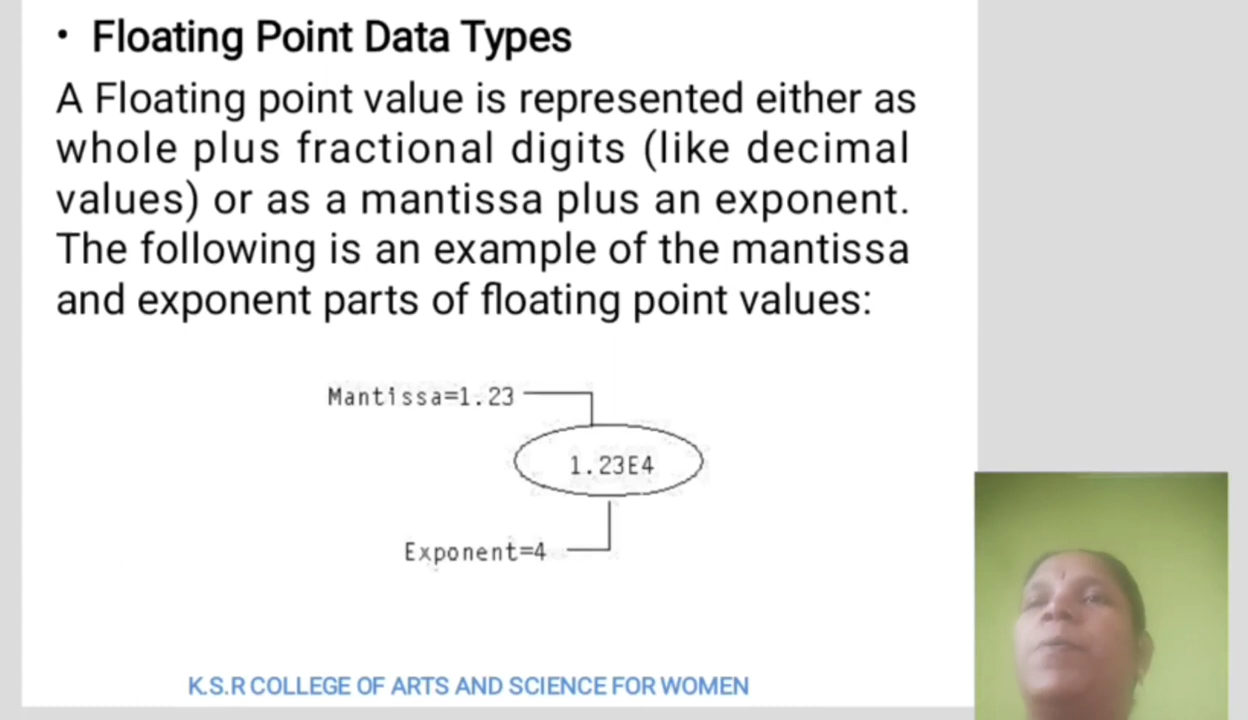 • Floating Point Data Types
A Floating point value is represented either as
whole plus fractional digits (like decimal
values) or as a mantissa plus an exponent.
The following is an example of the mantissa
and exponent parts of floating point values:
Mantissa=1.23
1.23E4
Exponent=4
K.S.R COLLEGE OF ARTS AND SCIENCE FOR WOMEN